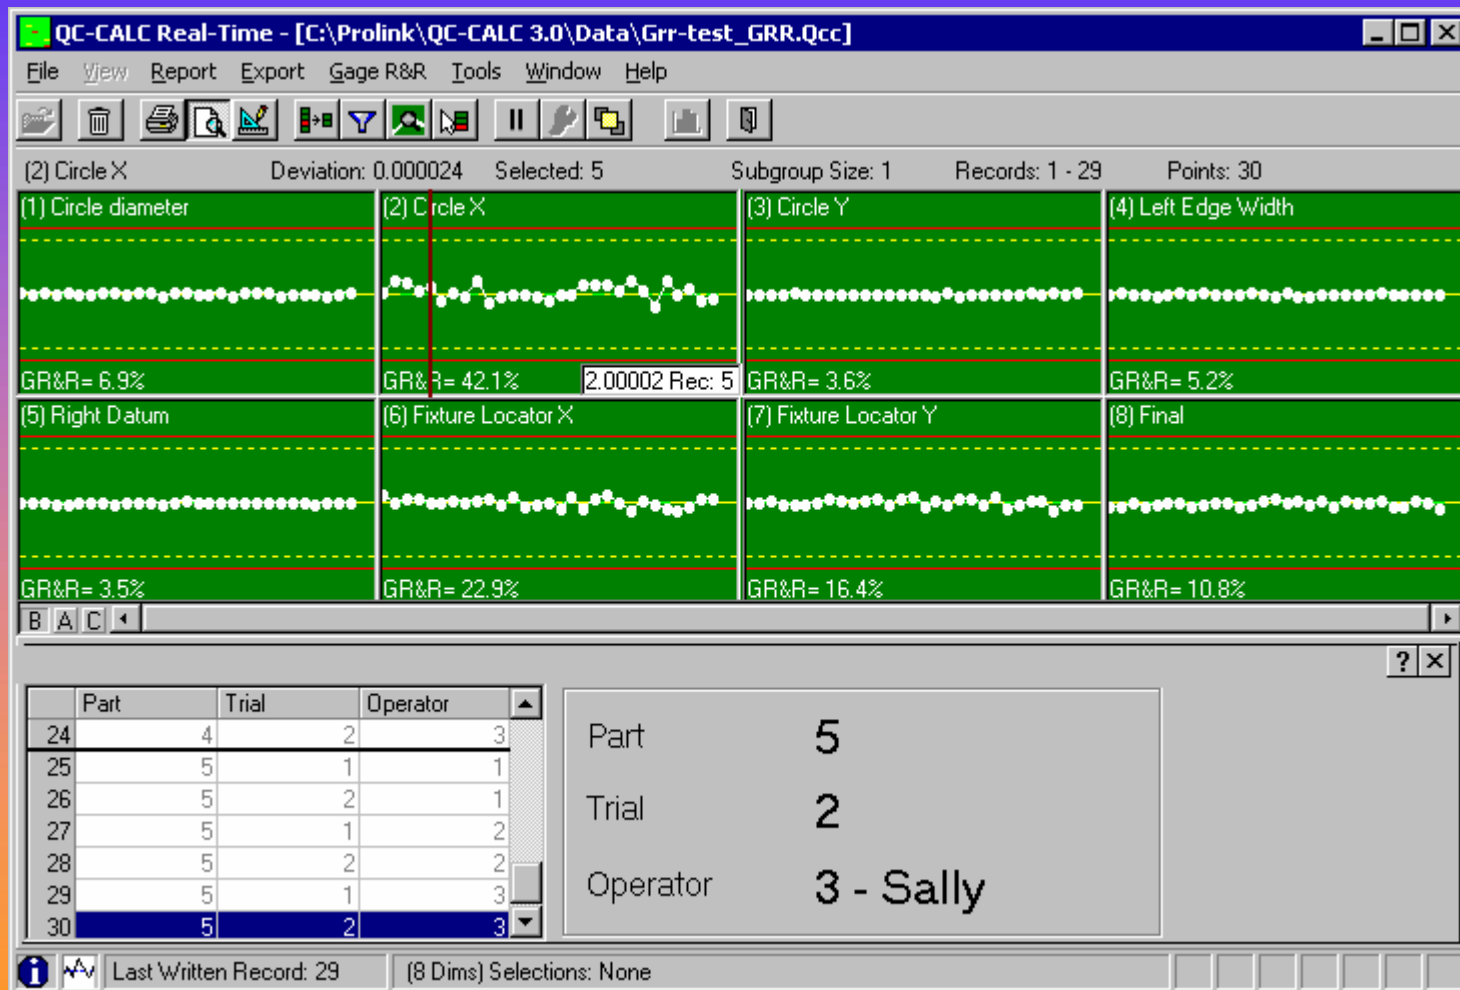 QC-CALC Real-Time - [C:\Prolink\QC-CALC 3.0\Data\Grr-test_GRR.Qcc]
File View Report Export Gage R&R Tools Window Help
(2) Circle X Deviation: 0.000024 Selected: 5 Subgroup Size: 1 Records: 1 - 29 Points: 30
(1) Circle diameter (2) Circle X (3) Circle Y (4) Left Edge Width
GR&R= 6.9% GR&R= 42.1% 2.00002 Rec: 5 GR&R= 3.6% GR&R= 5.2%
(5) Right Datum (6) Fixture Locator X (7) Fixture Locator Y (8) Final
GR&R= 3.5% GR&R= 22.9% GR&R= 16.4% GR&R= 10.8%
B A C
?
Part Trial Operator
24 4 2 3
25 5 1 1
26 5 2 1
27 5 1 2
28 5 2 2
29 5 1 3
30 5 2 3
Part 5
Trial 2
Operator 3 - Sally
Last Written Record: 29 (8 Dims) Selections: None